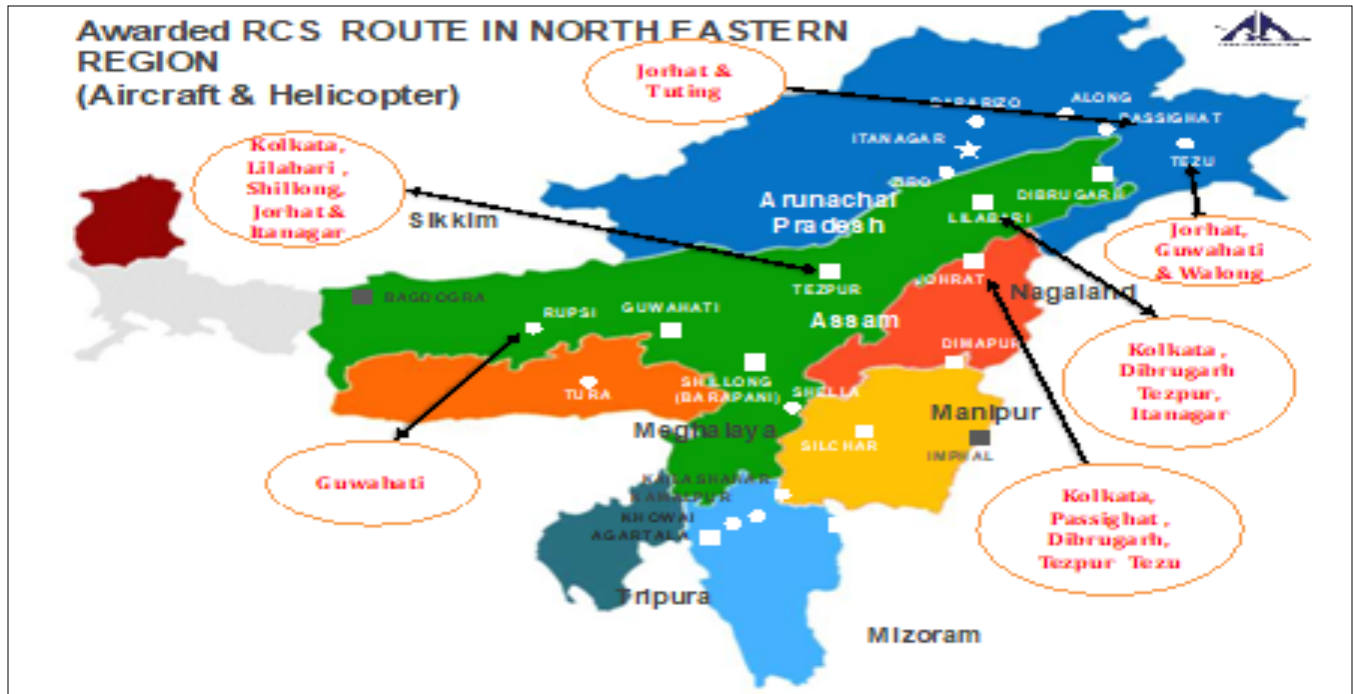 Awarded RCS ROUTE IN NORTH EASTERN
REGION
(Aircraft & Helicopter)
Jorhat &
Tuting
Kolkata,
Lilabari ,
Shillong,
Jorhat &
Itanagar
Sikkim
ALONG
PASSIGHAT
ITANAGAR
TEZU
DIBRUGARH
Arunachal
Pradesh
LILABARI
Jorhat,
Guwahati
& Walong
TEZPUR
JOHRAT
Nagaland
BAGDOGRA
RUPSI
GUWAHATI
Assam
DIMAPUR
Kolkata ,
Dibrugarh
Tezpur,
Itanagar
TURA
SHILLONG
(BARAPANI)
SHELLA
Meghalaya
Manipur
SILCHAR
IMPHAL
Guwahati
KAILASHAHAR
KHOWAI
AGARTALA
Kolkata,
Passighat ,
Dibrugarh,
Tezpur Tezu
Tripura
Mizoram